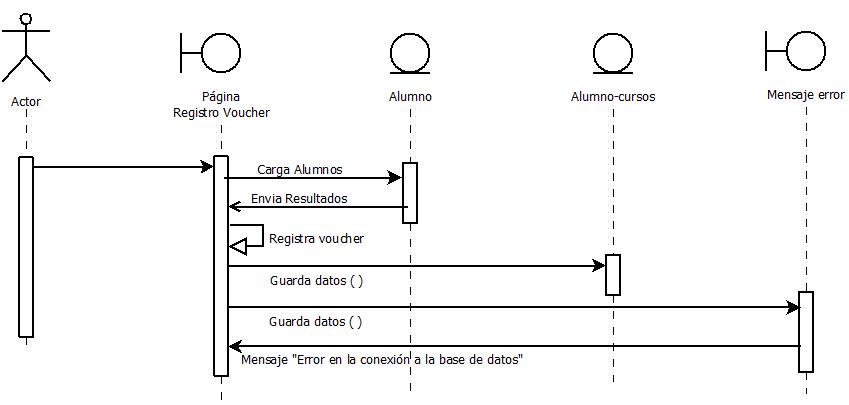 Actor
Página
Registro Voucher
Alumno
Alumno-cursos
Mensaje error
Carga Alumnos
Envia Resultados
Registra voucher
Guarda datos ( )
Guarda datos ( )
Mensaje "Error en la conexión a la base de datos"